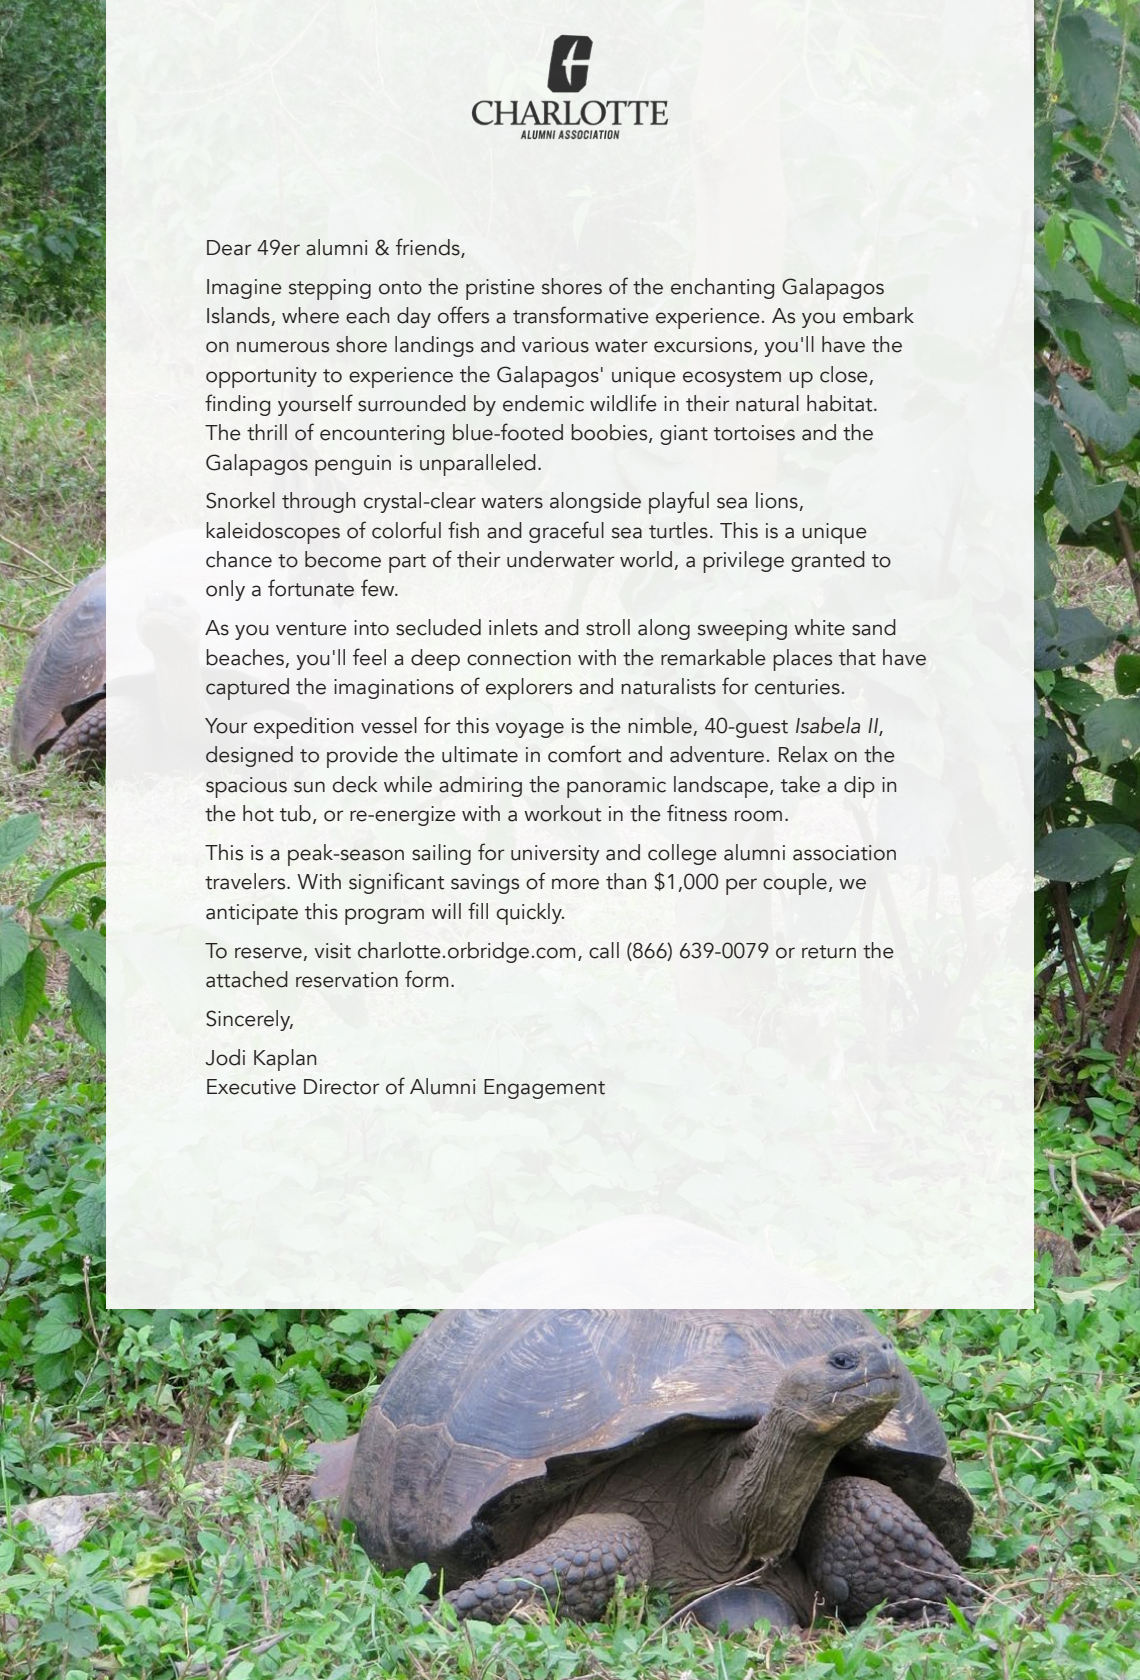 CHARLOTTE
ALUMNI ASSOCIATION
Dear 49er alumni & friends,
Imagine stepping onto the pristine shores of the enchanting Galapagos
Islands, where each day offers a transformative experience. As you embark
on numerous shore landings and various water excursions, you'll have the
opportunity to experience the Galapagos' unique ecosystem up close,
finding yourself surrounded by endemic wildlife in their natural habitat.
The thrill of encountering blue-footed boobies, giant tortoises and the
Galapagos penguin is unparalleled.
Snorkel through crystal-clear waters alongside playful sea lions,
kaleidoscopes of colorful fish and graceful sea turtles. This is a unique
chance to become part of their underwater world, a privilege granted to
only a fortunate few.
As you venture into secluded inlets and stroll along sweeping white sand
beaches, you'll feel a deep connection with the remarkable places that have
captured the imaginations of explorers and naturalists for centuries.
Your expedition vessel for this voyage is the nimble, 40-guest Isabela II,
designed to provide the ultimate in comfort and adventure. Relax on the
spacious sun deck while admiring the panoramic landscape, take a dip in
the hot tub, or re-energize with a workout in the fitness room.
This is a peak-season sailing for university and college alumni association
travelers. With significant savings of more than $1,000 per couple, we
anticipate this program will fill quickly.
To reserve, visit charlotte.orbridge.com, call (866) 639-0079 or return the
attached reservation form.
Sincerely,
Jodi Kaplan
Executive Director of Alumni Engagement